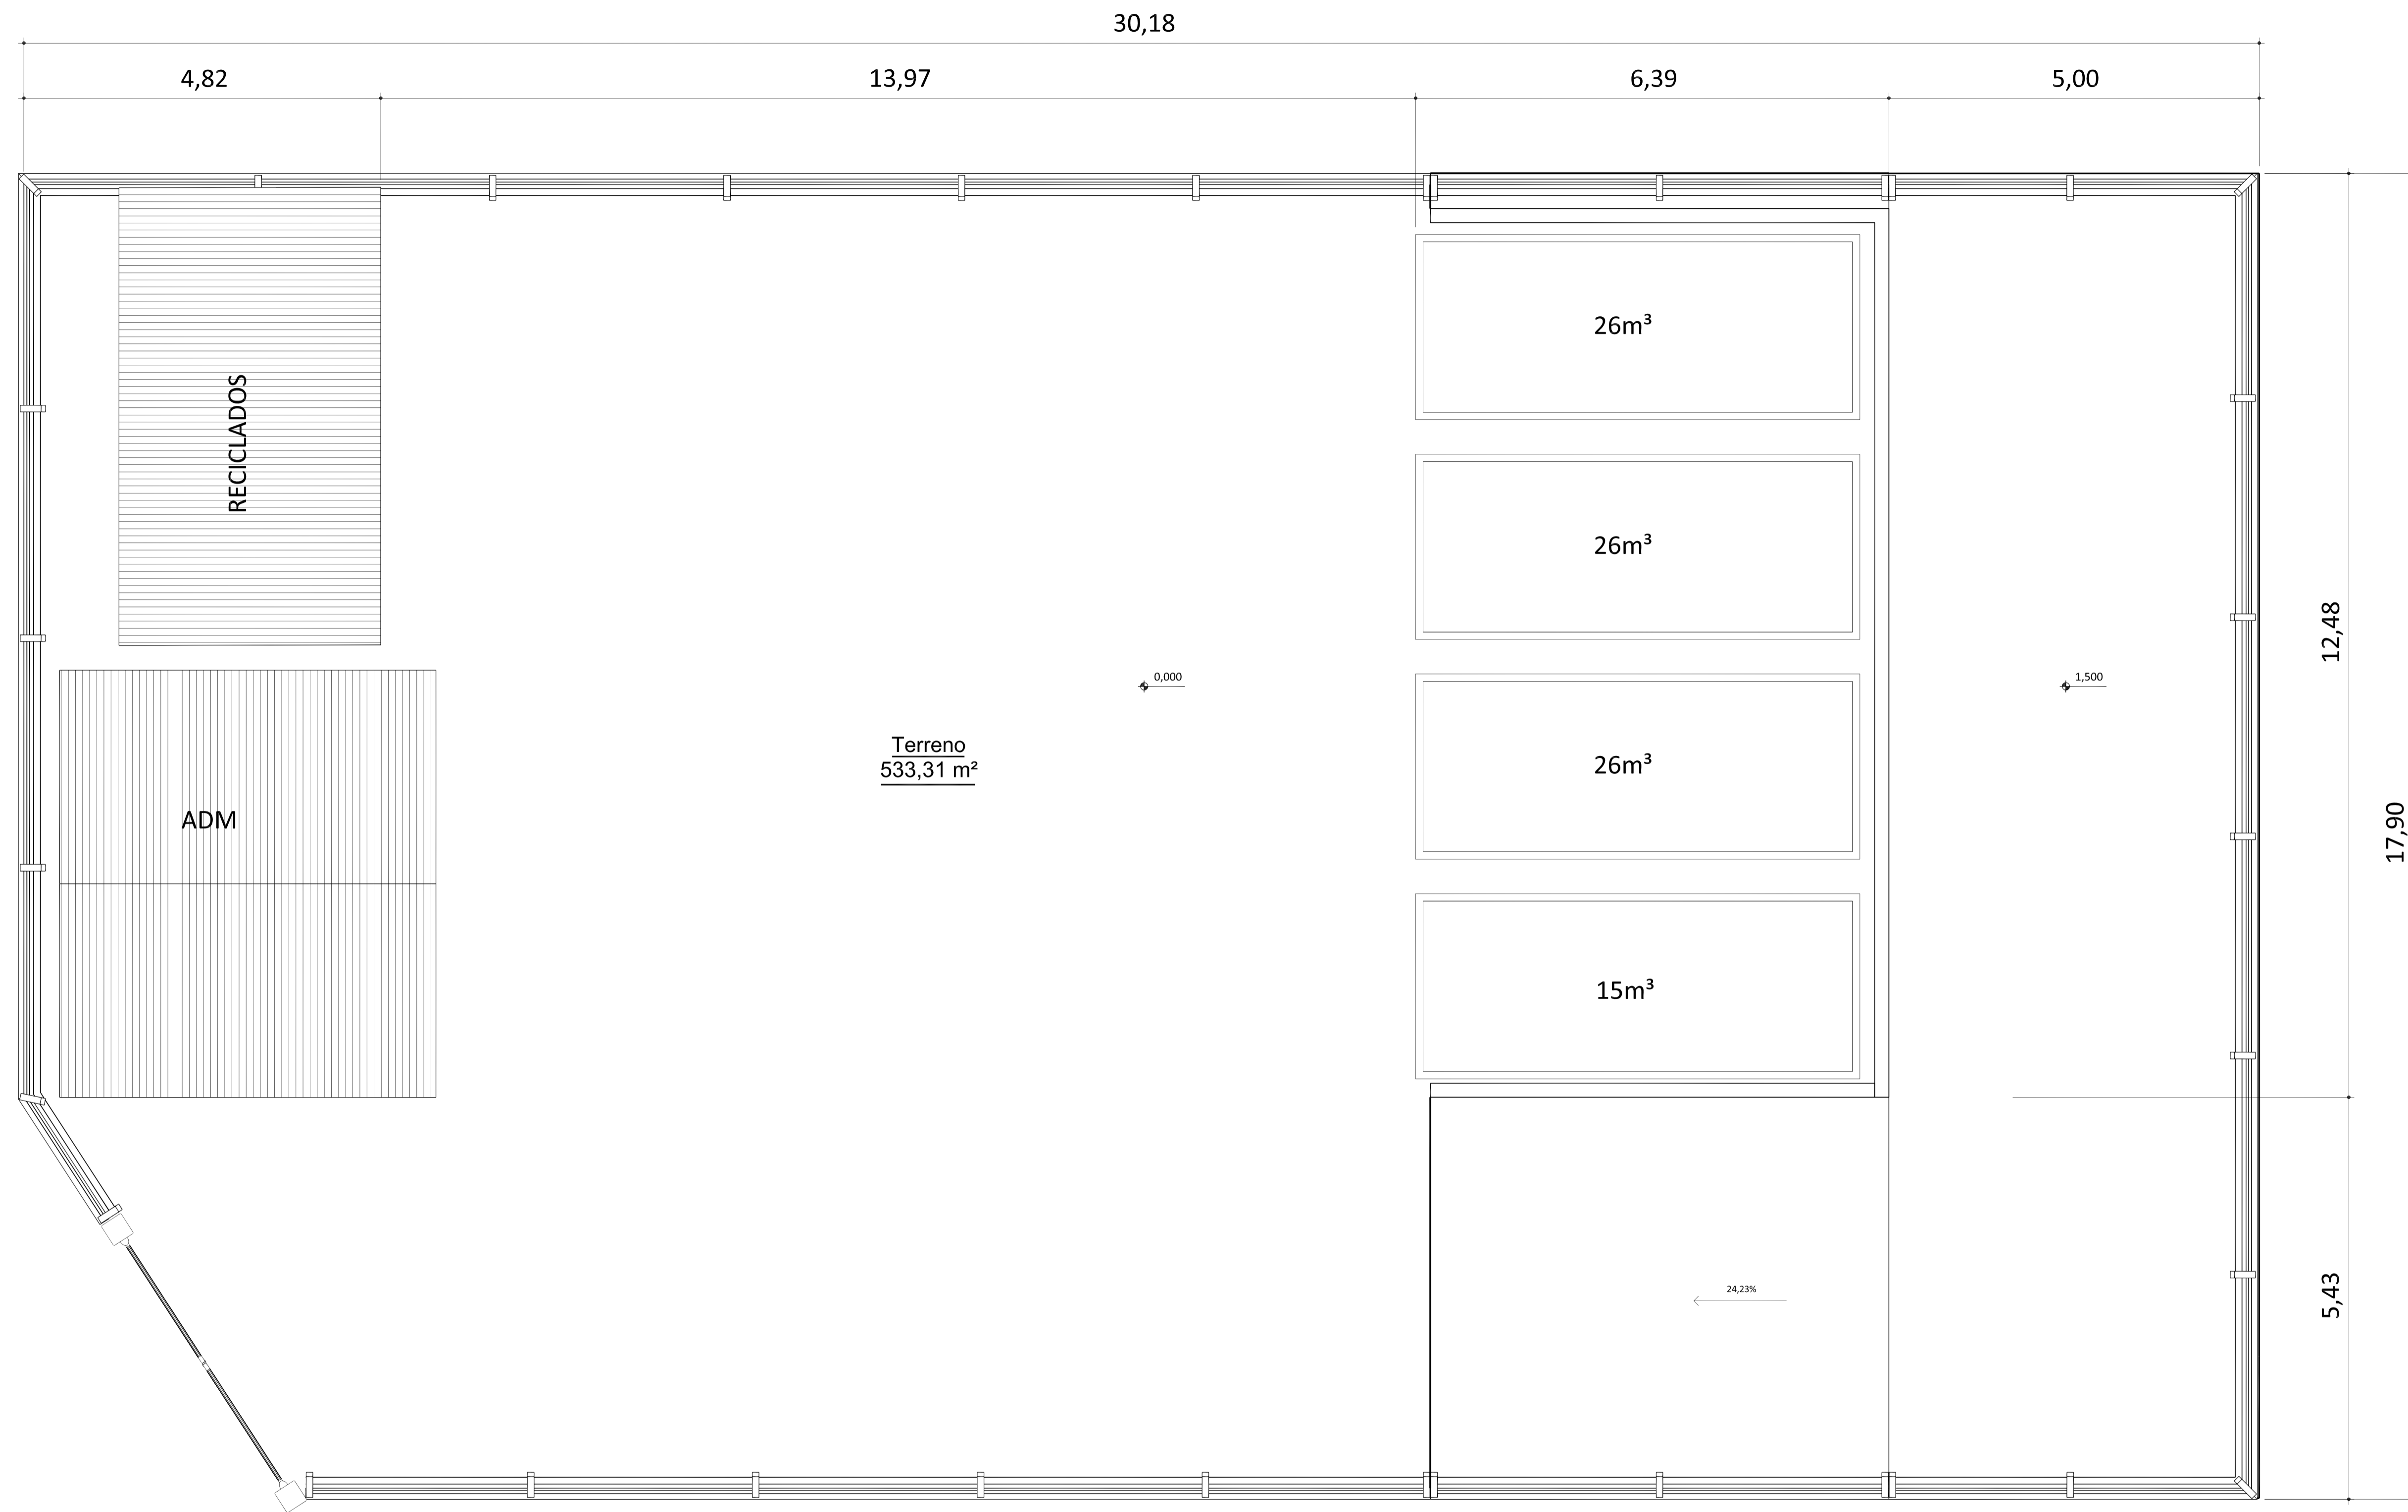 30,18
4,82
13,97
6,39
5,00
26m³
RECICLADOS
26m³
12,48
0,000
1,500
Terreno
533,31 m²
26m³
ADM
17,90
15m³
24,23%
5,43